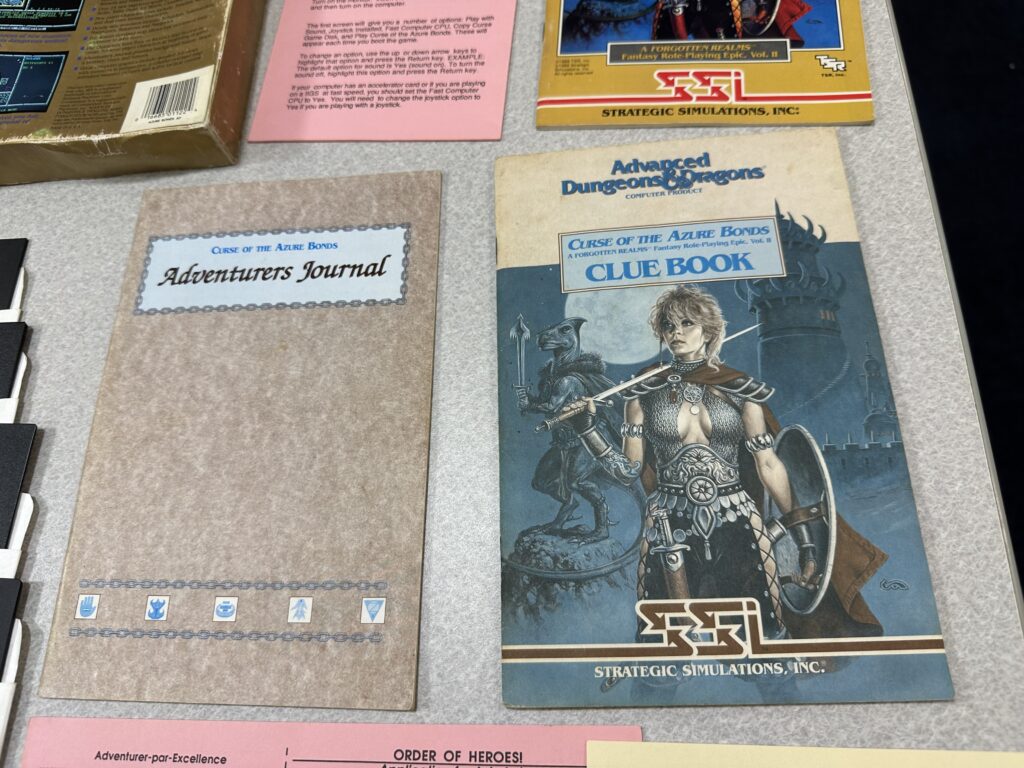 and then turn on the computer.
The first screen will give you a number of options: Play with
Sound, Joystick Installed, Fast Computer CPU, Copy Curse
Game Disk, and Play Curse of the Azure Bonds. These will
appear each time you boot the game.
To change an option, use the up or down arrow keys to
highlight that option and press the Return key. EXAMPLE:
The default option for sound is Yes (sound on). To turn the
sound off, highlight this option and press the Return key.
If your computer has an accelerator card or if you are playing
on a IIGS at fast speed, you should set the Fast Computer
CPU to Yes. You will need to change the joystick option to
Yes if you are playing with a joystick.
A FORGOTTEN REALMS
Fantasy Role-Playing Epic, Vol. II
TSR, Inc.
SSI
STRATEGIC SIMULATIONS, INC.
CURSE OF THE AZURE BONDS
Adventurers Journal
Advanced
Dungeons & Dragons
COMPUTER PRODUCT
CURSE OF THE AZURE BONDS
A FORGOTTEN REALMS™ Fantasy Role-Playing Epic, Vol. II
CLUE BOOK
SSI
STRATEGIC SIMULATIONS, INC.
Adventurer-par-Excellence
ORDER OF HEROES!